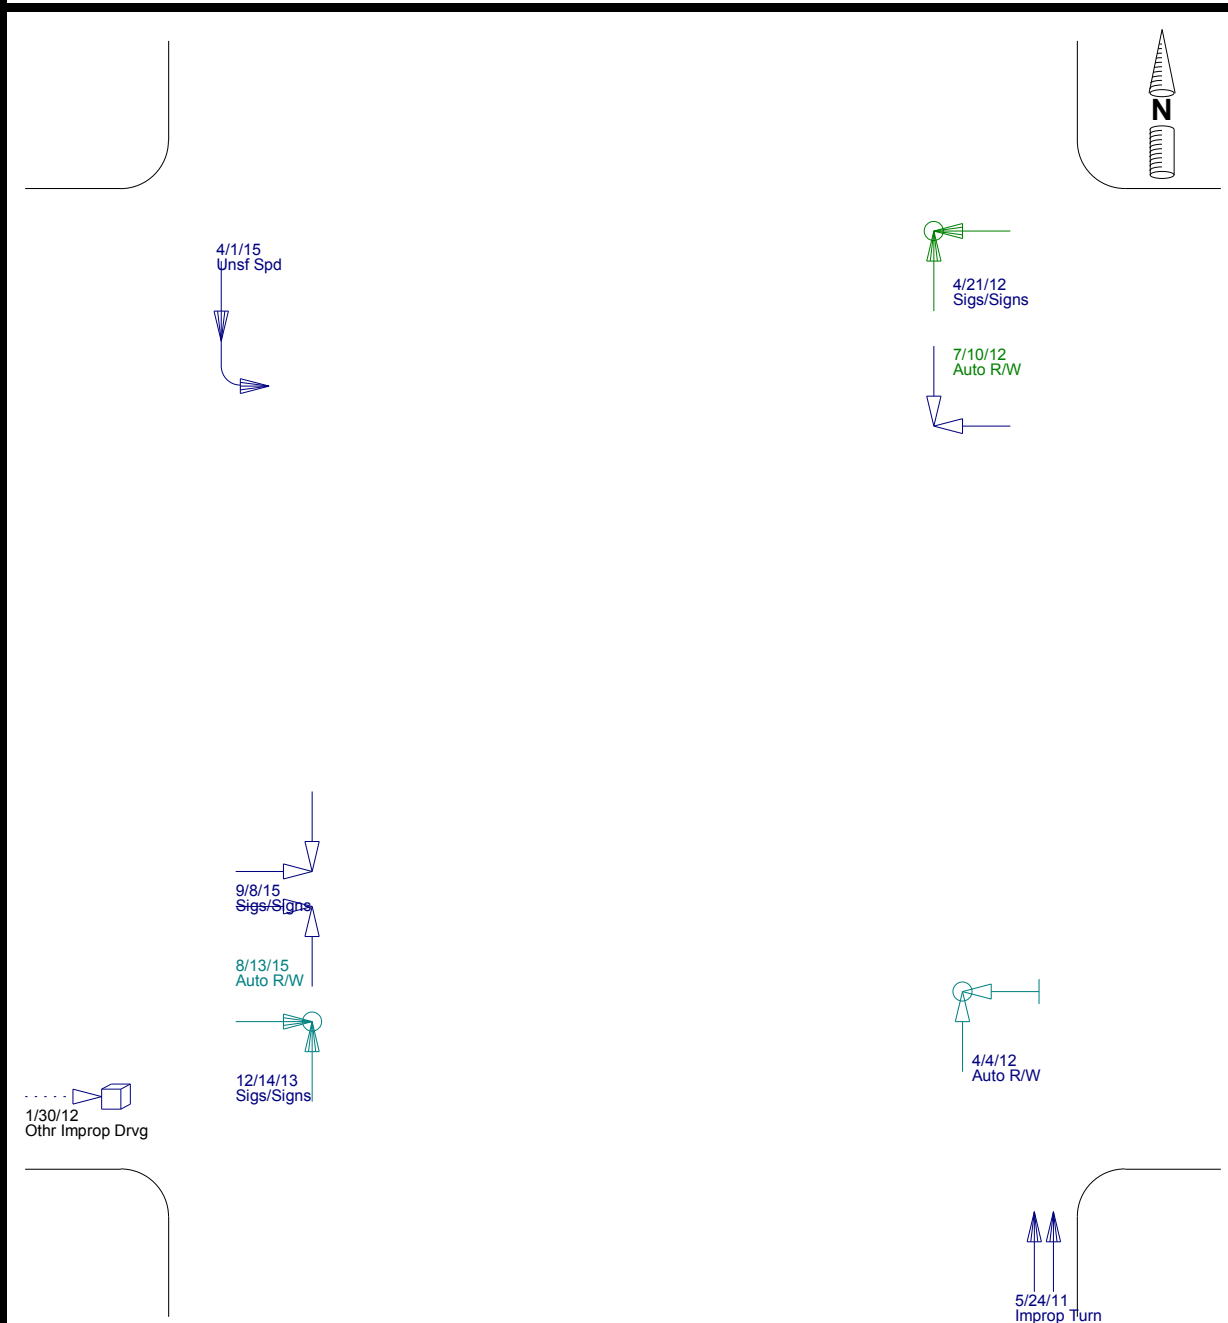 N
4/1/15
Unsf Spd
4/21/12
Sigs/Signs
7/10/12
Auto R/W
9/8/15
Sigs/Signs
8/13/15
Auto R/W
12/14/13
Sigs/Signs
4/4/12
Auto R/W
1/30/12
Othr Improp Drvg
5/24/11
Improp Turn